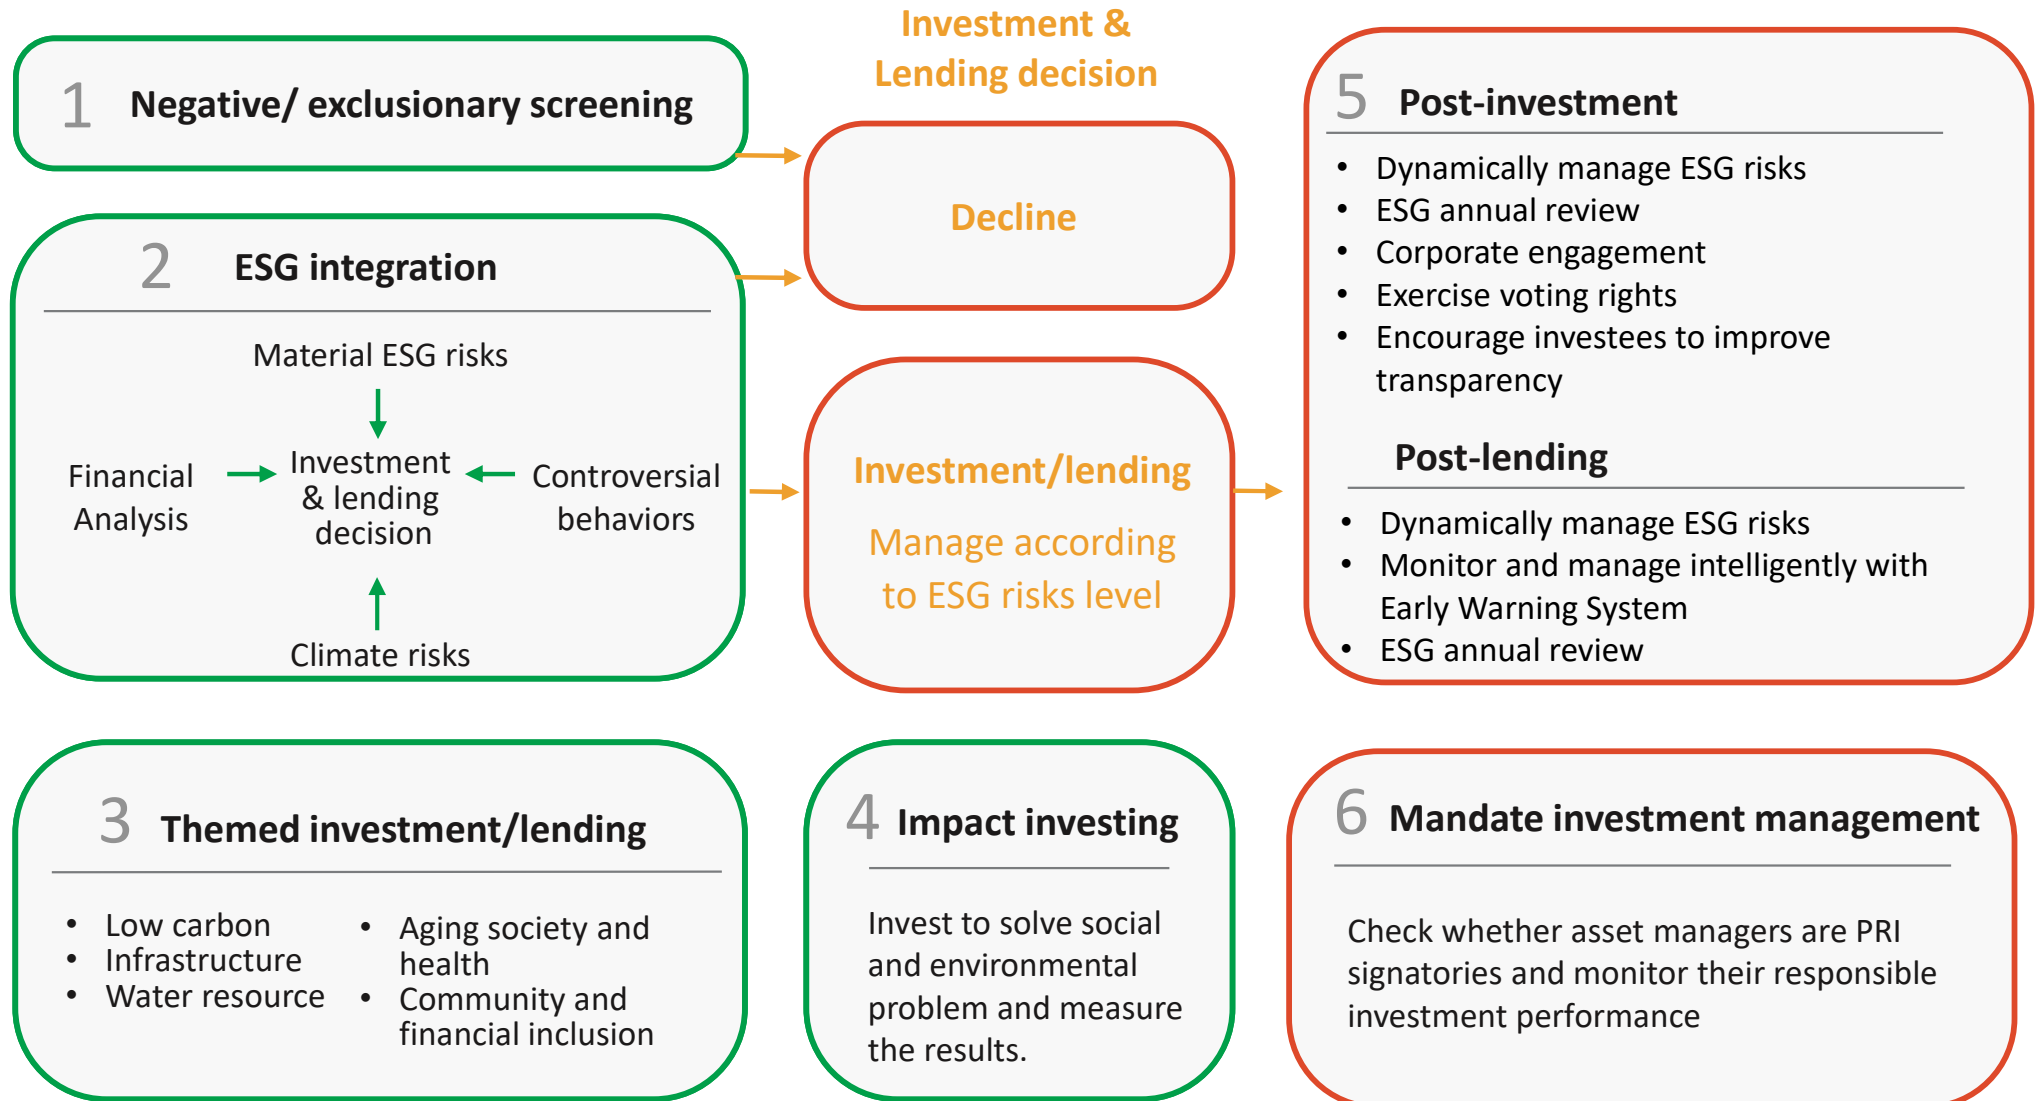 1 Negative/ exclusionary screening
2 ESG integration
Material ESG risks
Financial
Analysis
Investment
& lending
decision
Controversial
behaviors
Climate risks
Investment &
Lending decision
Decline
Investment/lending
Manage according
to ESG risks level
5 Post-investment
• Dynamically manage ESG risks
• ESG annual review
• Corporate engagement
• Exercise voting rights
• Encourage investees to improve
transparency
Post-lending
• Dynamically manage ESG risks
• Monitor and manage intelligently with
Early Warning System
• ESG annual review
3 Themed investment/lending
• Low carbon
• Infrastructure
• Water resource
• Aging society and
health
• Community and
financial inclusion
4 Impact investing
Invest to solve social
and environmental
problem and measure
the results.
6 Mandate investment management
Check whether asset managers are PRI
signatories and monitor their responsible
investment performance